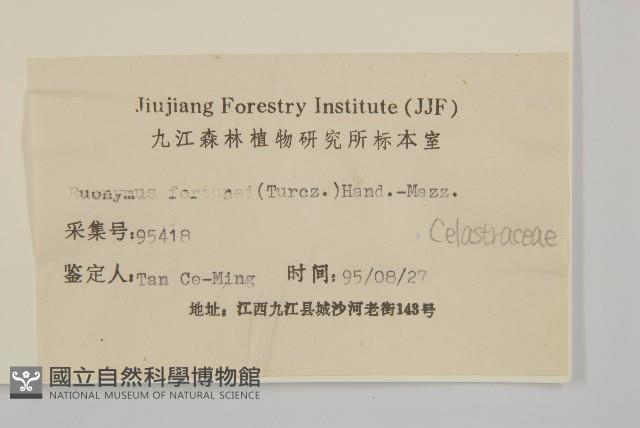 Jiujiang Forestry Institute (JJF)
九江森林植物研究所标本室
Euonymus fortunei (Turcz.) Hand.-Mazz.
采集号: 95418
Celastraceae
鉴定人: Tan Ce-Ming 时间: 95/08/27
地址: 江西九江县城沙河老街143号
國立自然科學博物館
NATIONAL MUSEUM OF NATURAL SCIENCE